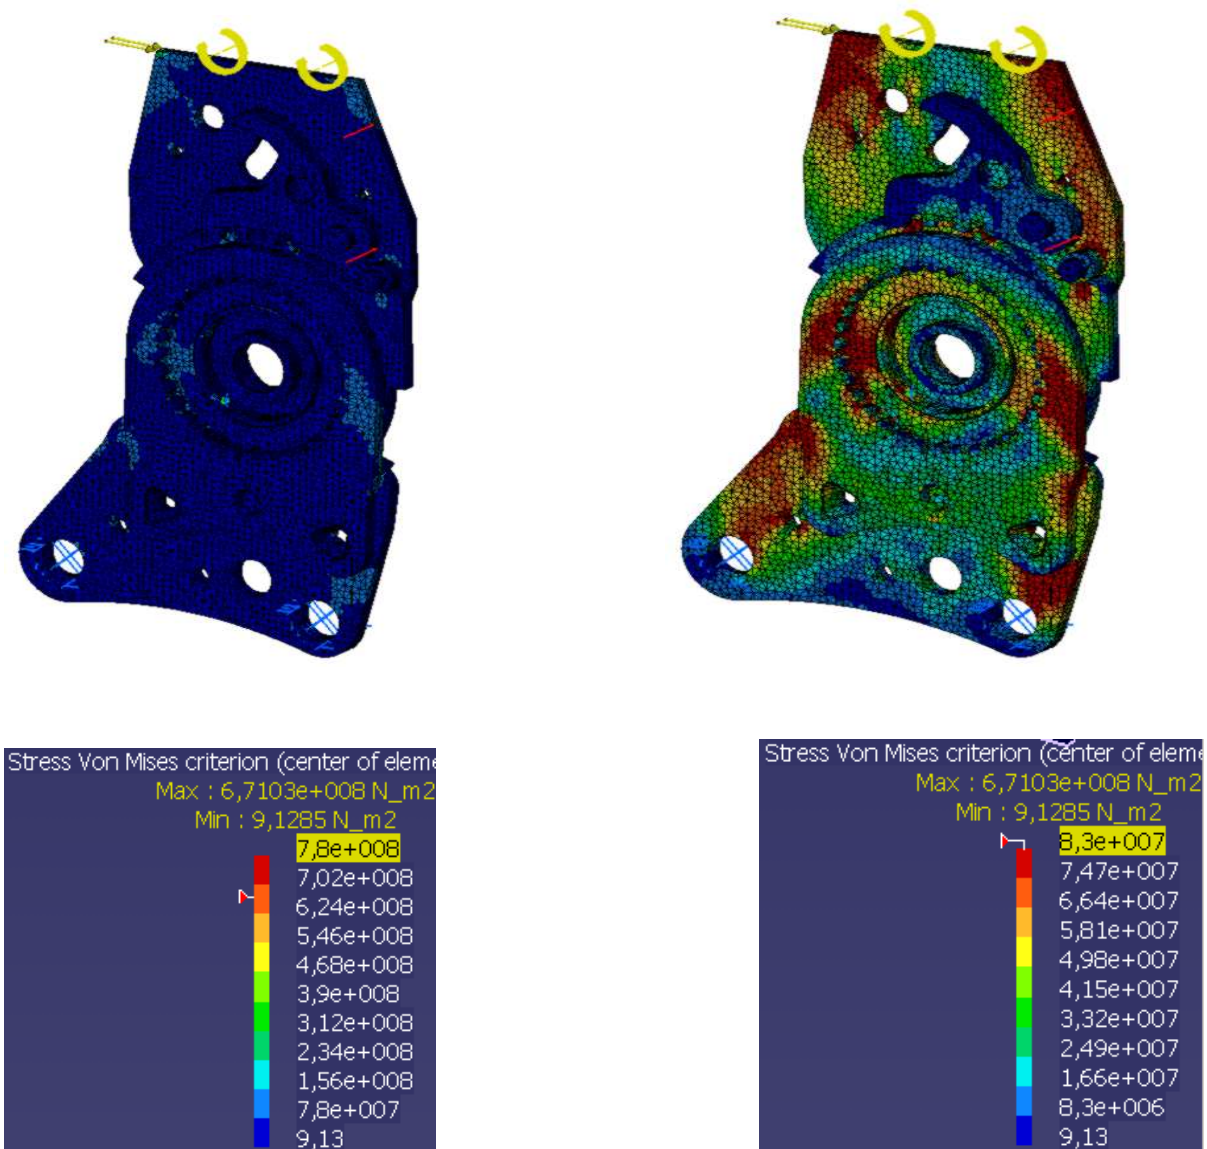 Stress Von Mises criterion (center of eleme
Max : 6,7103e+008 N_m2
Min : 9,1285 N_m2
7,8e+008
7,02e+008
6,24e+008
5,46e+008
4,68e+008
3,9e+008
3,12e+008
2,34e+008
1,56e+008
7,8e+007
9,13
Stress Von Mises criterion (center of eleme
Max : 6,7103e+008 N_m2
Min : 9,1285 N_m2
8,3e+007
7,47e+007
6,64e+007
5,81e+007
4,98e+007
4,15e+007
3,32e+007
2,49e+007
1,66e+007
8,3e+006
9,13